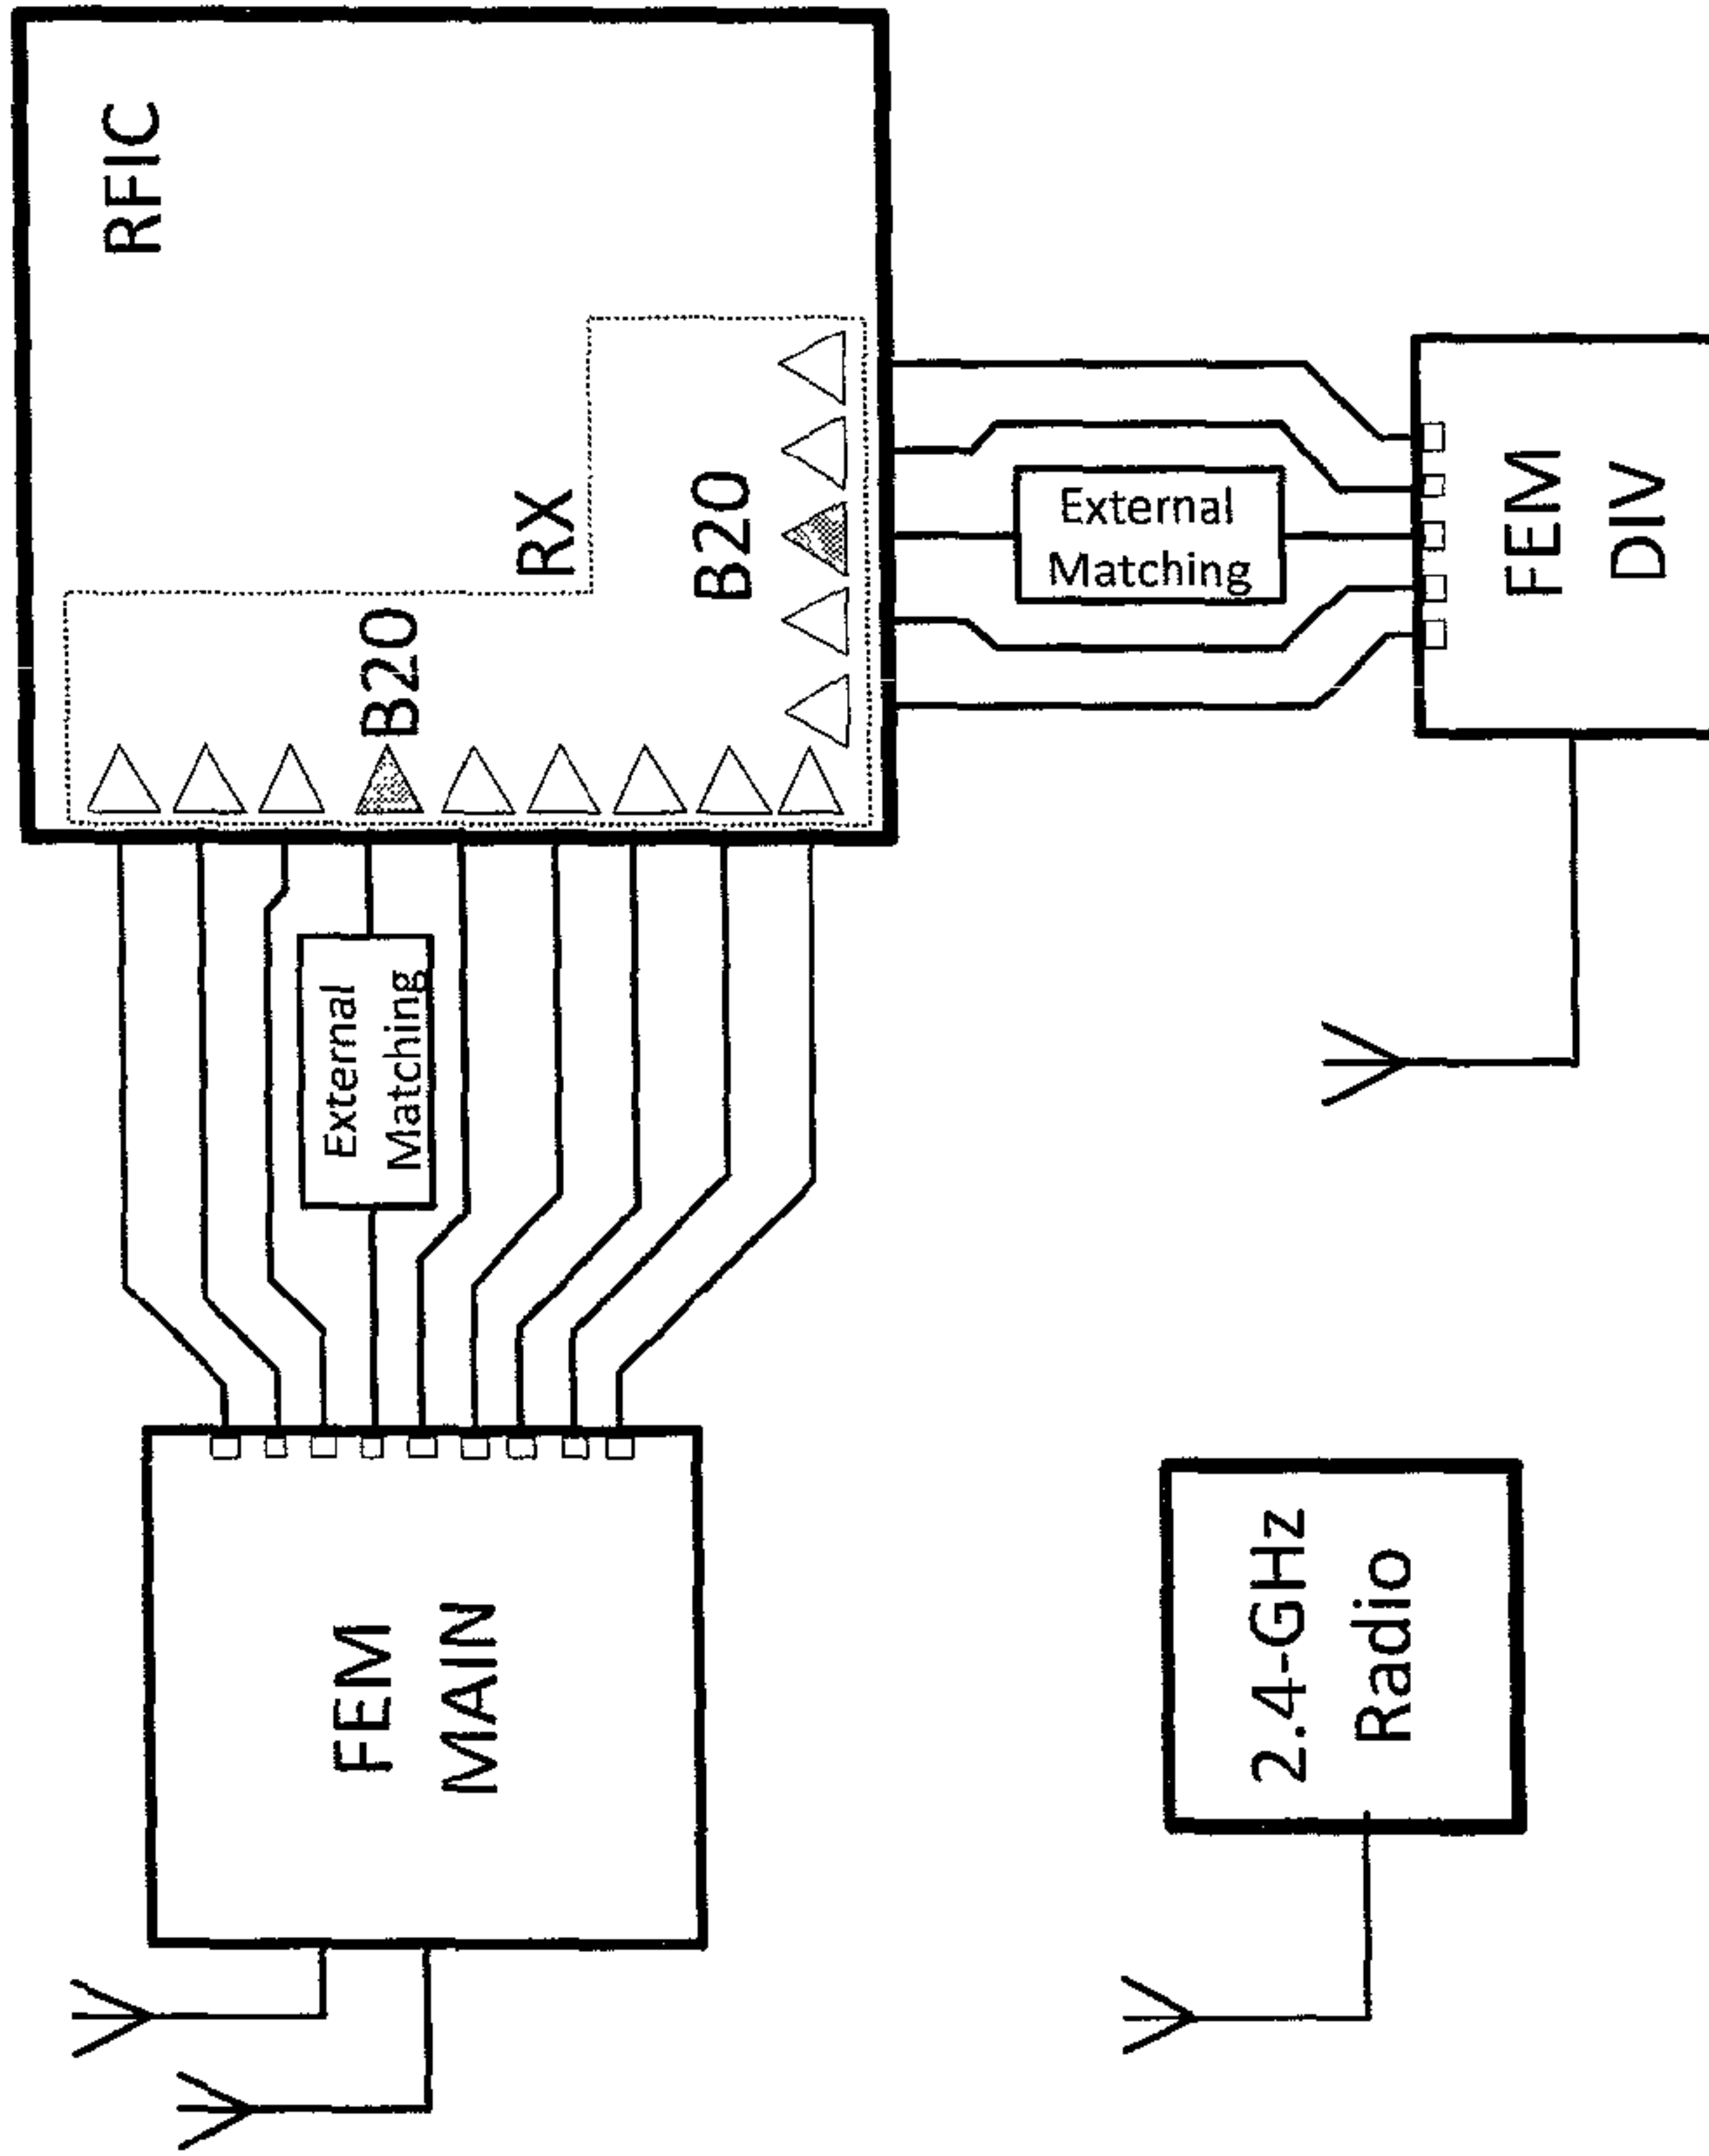 FEM
MAIN
External
Matching
B20
RX
RFIC
B20
External
Matching
2.4-GHz
Radio
FEM
DIV